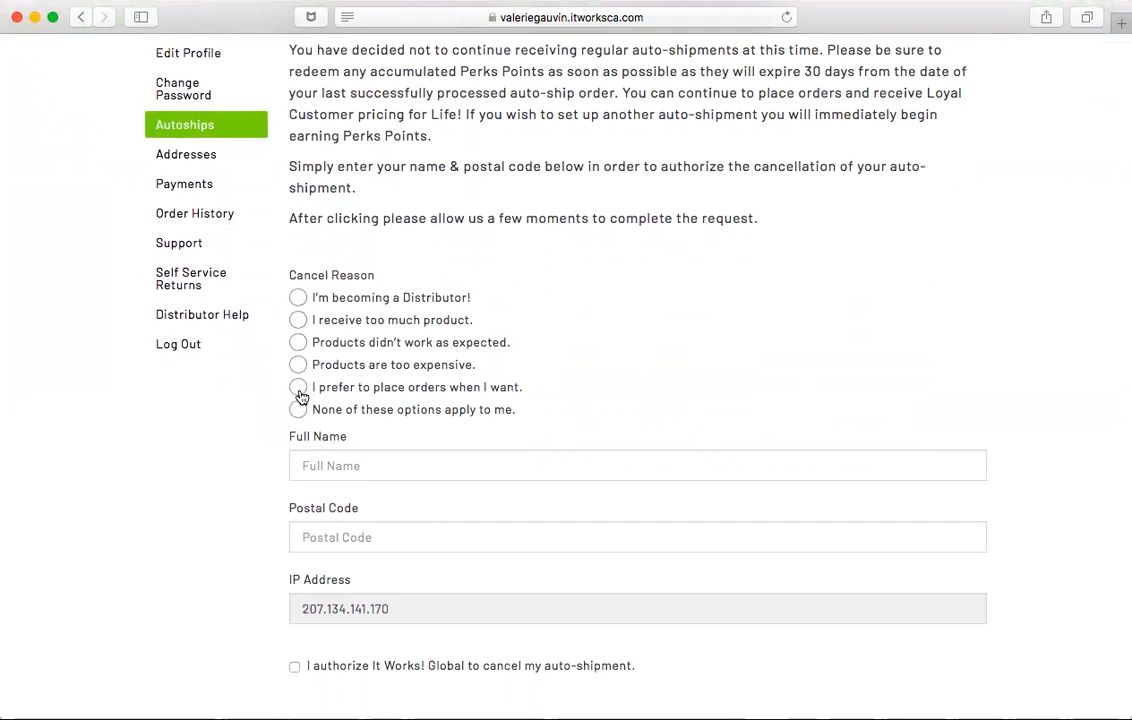 valeriegauvin.itworksca.com
Edit Profile
Change
Password
Autoships
Addresses
Payments
Order History
Support
Self Service
Returns
Distributor Help
Log Out
You have decided not to continue receiving regular auto-shipments at this time. Please be sure to
redeem any accumulated Perks Points as soon as possible as they will expire 30 days from the date of
your last successfully processed auto-ship order. You can continue to place orders and receive Loyal
Customer pricing for Life! If you wish to set up another auto-shipment you will immediately begin
earning Perks Points.
Simply enter your name & postal code below in order to authorize the cancellation of your auto-
shipment.
After clicking please allow us a few moments to complete the request.
Cancel Reason
I'm becoming a Distributor!
I receive too much product.
Products didn't work as expected.
Products are too expensive.
I prefer to place orders when I want.
None of these options apply to me.
Full Name
Full Name
Postal Code
Postal Code
IP Address
207.134.141.170
I authorize It Works! Global to cancel my auto-shipment.